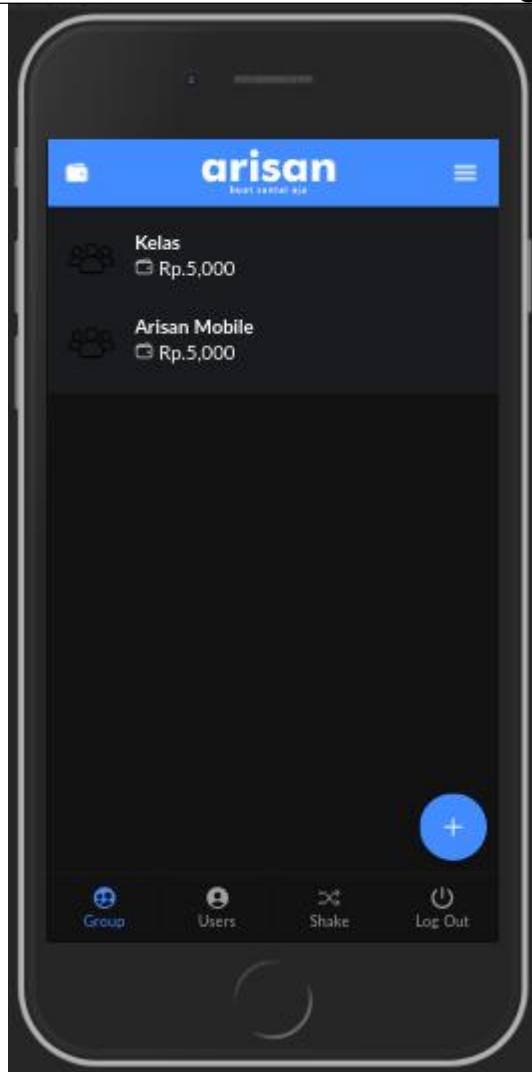 arisan
buat santai aja
Kelas
Rp.5,000
Arisan Mobile
Rp.5,000
Group
Users
Shake
Log Out